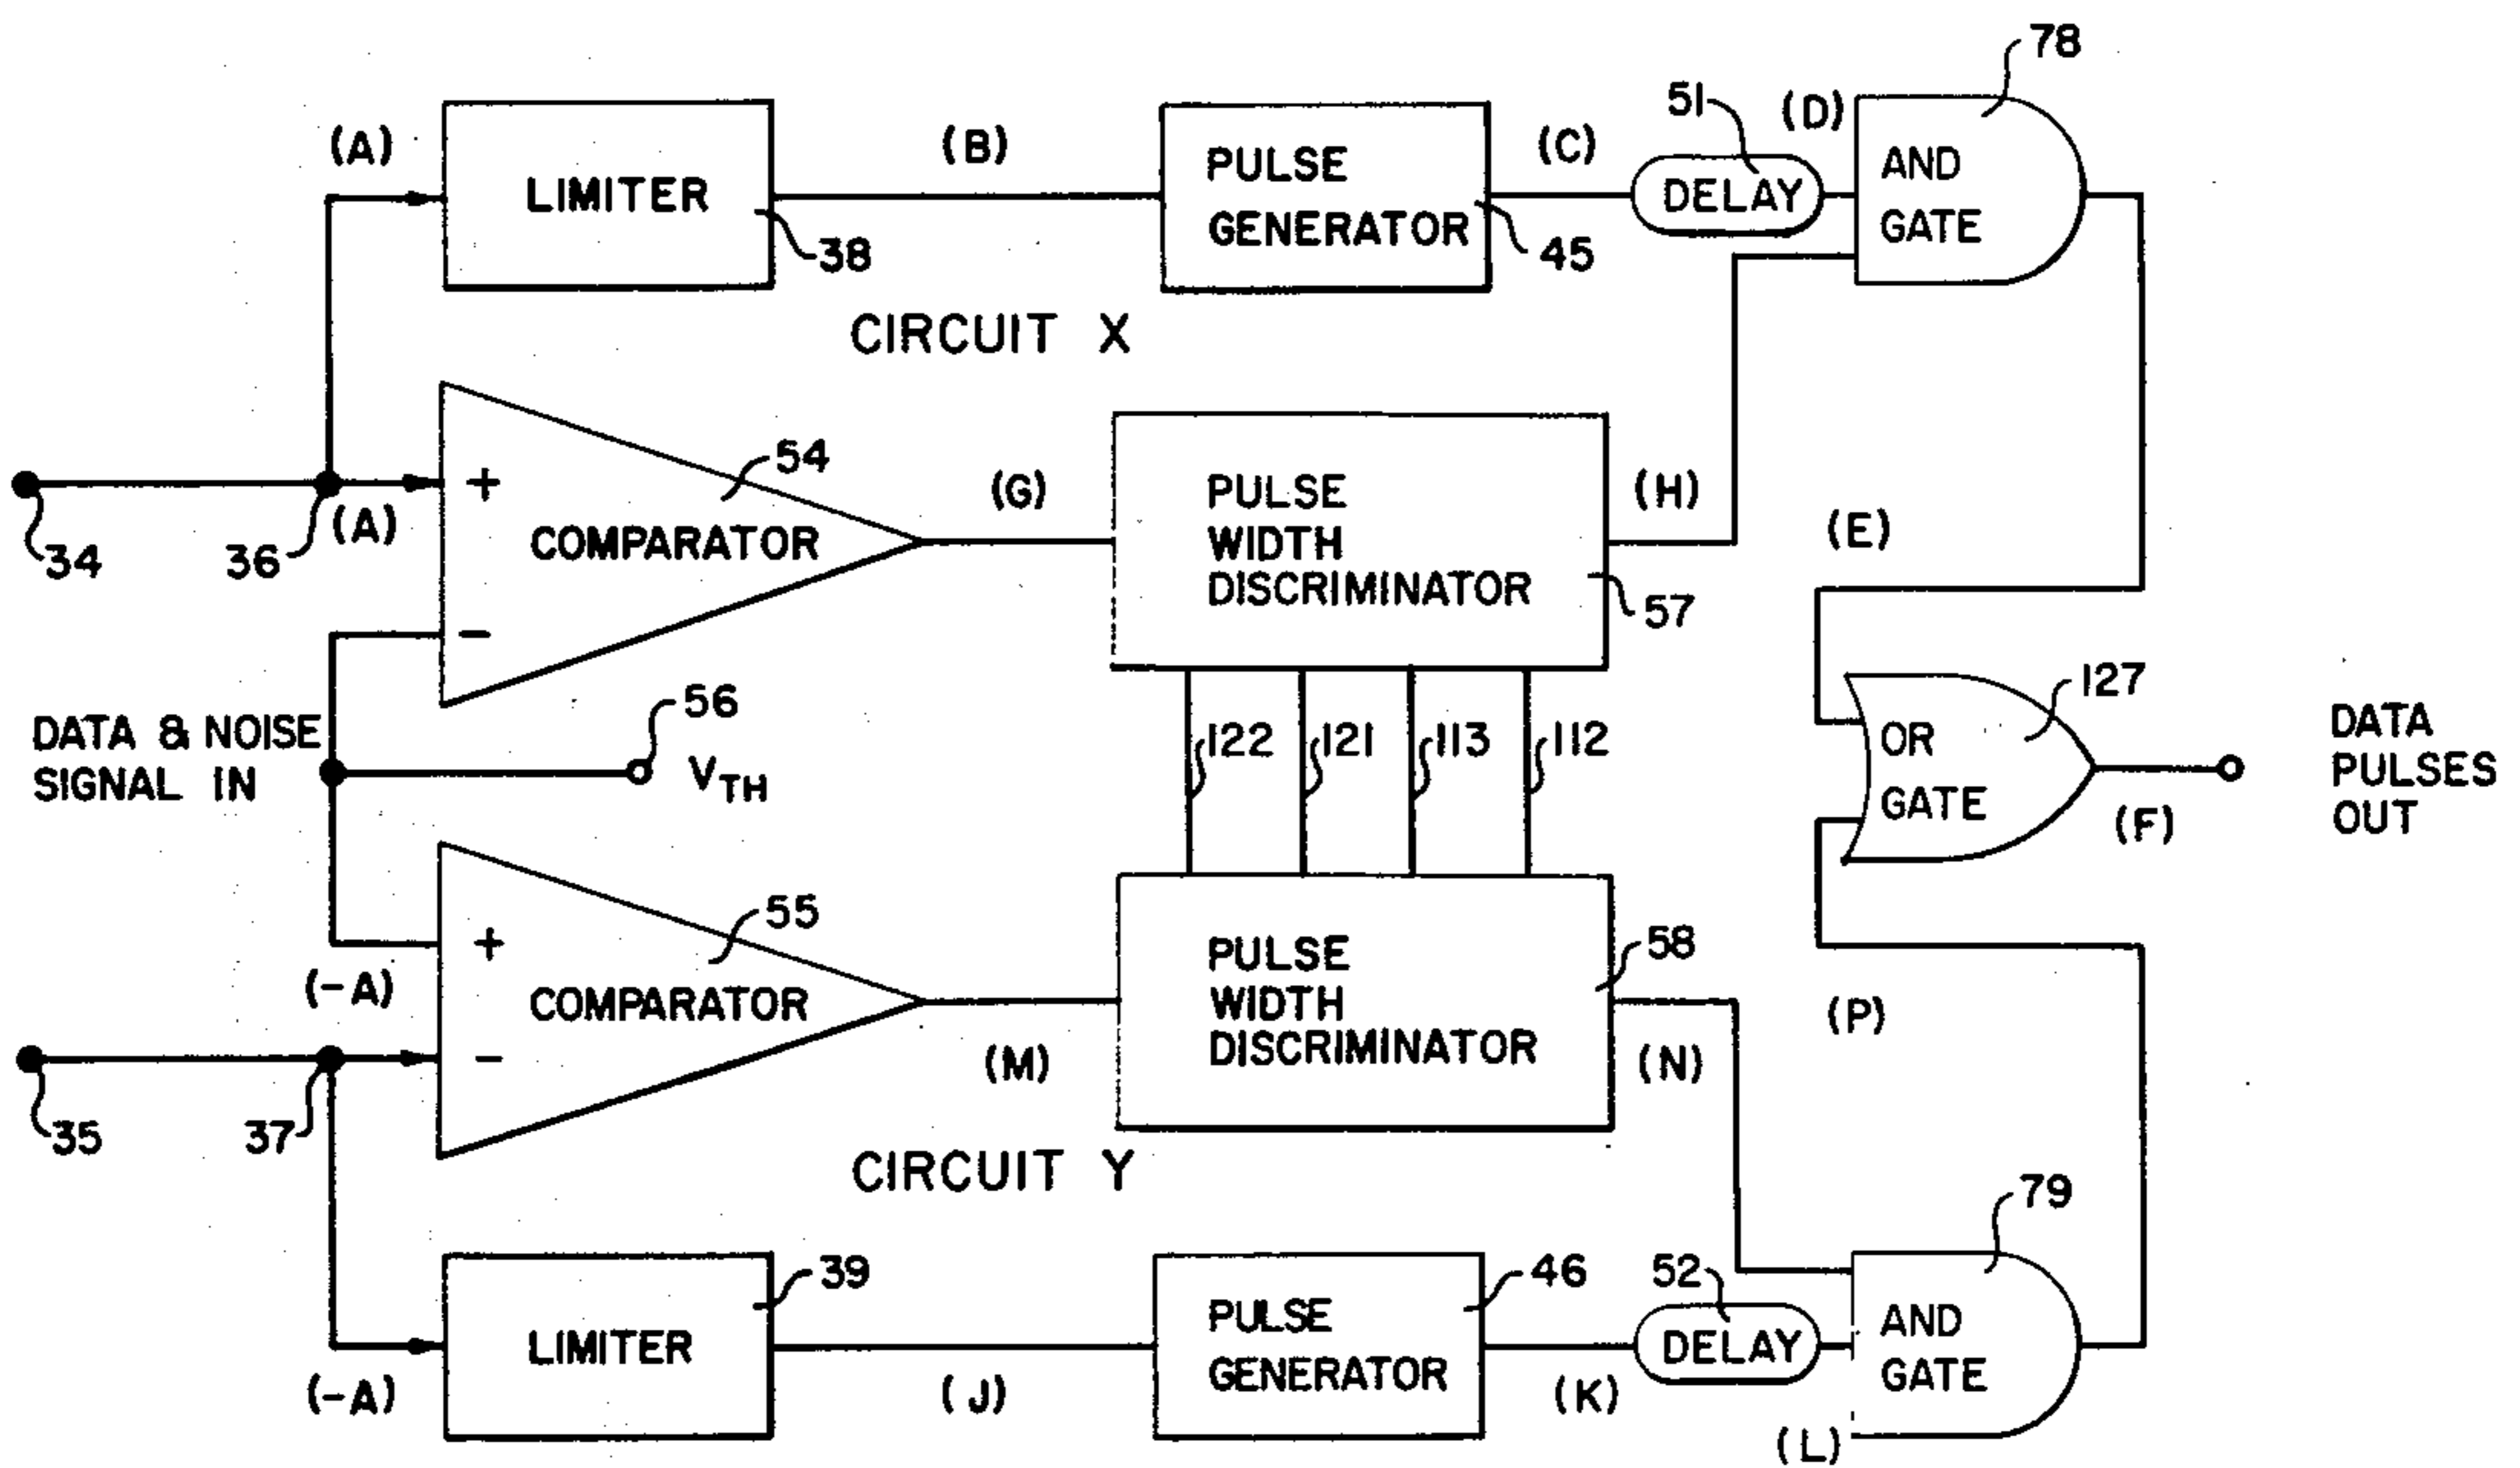 78
51
(D)
(A)
(B)
(C)
LIMITER
PULSE
GENERATOR
DELAY
AND
GATE
38
45
CIRCUIT X
54
+
(G)
PULSE
WIDTH
DISCRIMINATOR
(H)
34
36
(A)
COMPARATOR
(E)
57
-
56
127
DATA & NOISE
SIGNAL IN
VTH
122
121
113
112
OR
GATE
DATA
PULSES
OUT
(F)
55
58
+
(-A)
COMPARATOR
PULSE
WIDTH
DISCRIMINATOR
(P)
-
(M)
(N)
35
37
CIRCUIT Y
79
39
46
52
LIMITER
PULSE
GENERATOR
DELAY
AND
GATE
(-A)
(J)
(K)
(L)